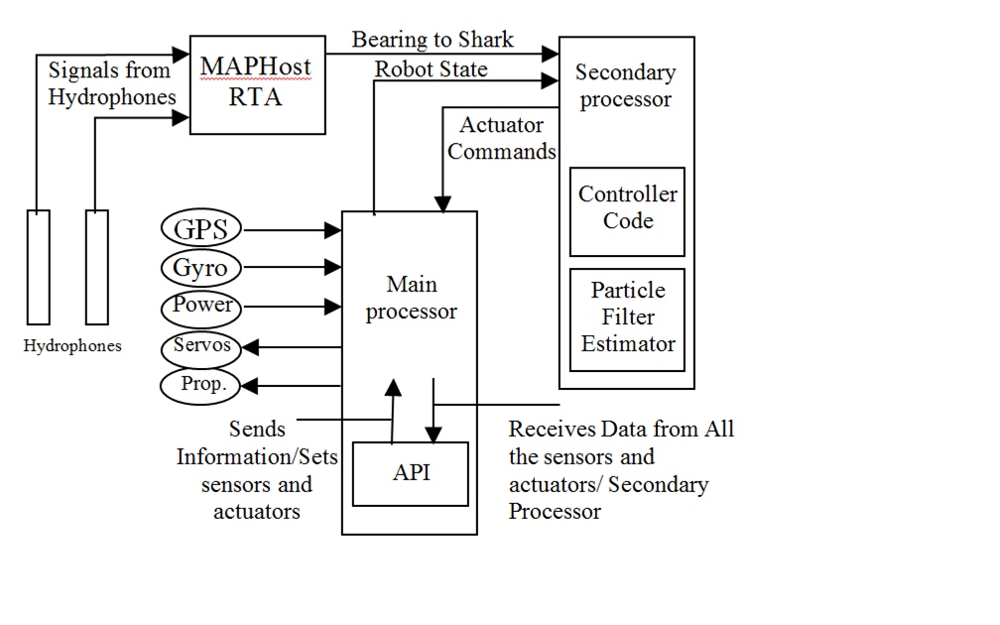 Signals from
Hydrophones
MAPHost
RTA
Bearing to Shark
Robot State
Actuator
Commands
Secondary
processor
Controller
Code
Particle
Filter
Estimator
GPS
Gyro
Power
Servos
Prop.
Hydrophones
Main
processor
API
Sends
Information/Sets
sensors and
actuators
Receives Data from All
the sensors and
actuators/ Secondary
Processor